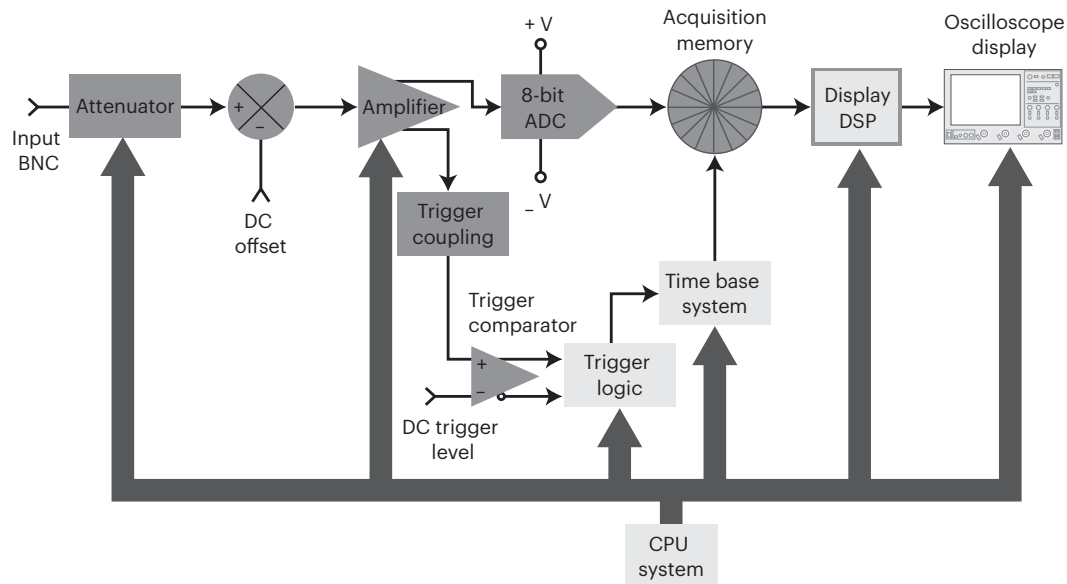 Acquisition
memory
Oscilloscope
display
+ V
Attenuator
+
−
Amplifier
8-bit
ADC
Display
DSP
Input
BNC
DC
offset
− V
Trigger
coupling
Time base
system
Trigger
comparator
+
−
Trigger
logic
DC trigger
level
CPU
system